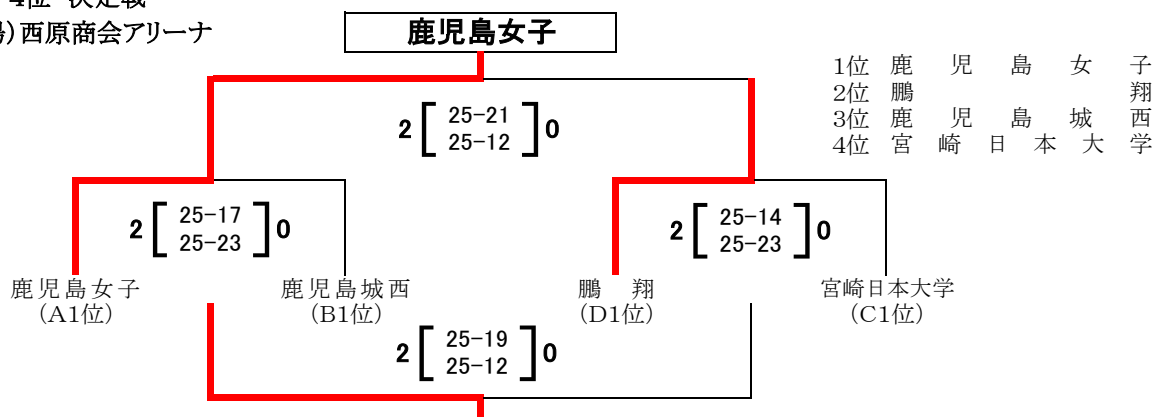 4位 決定戦
場）西原商会アリーナ
鹿児島女子
1位 鹿児島女子
2位 鵬翔
3位 鹿児島城西
4位 宮崎日本大学
2 [ 25-21 ] 0
25-12
2 [ 25-17 ] 0
25-23
2 [ 25-14 ] 0
25-23
鹿児島女子
（A1位）
鹿児島城西
（B1位）
鵬 翔
（D1位）
宮崎日本大学
（C1位）
2 [ 25-19 ] 0
25-12